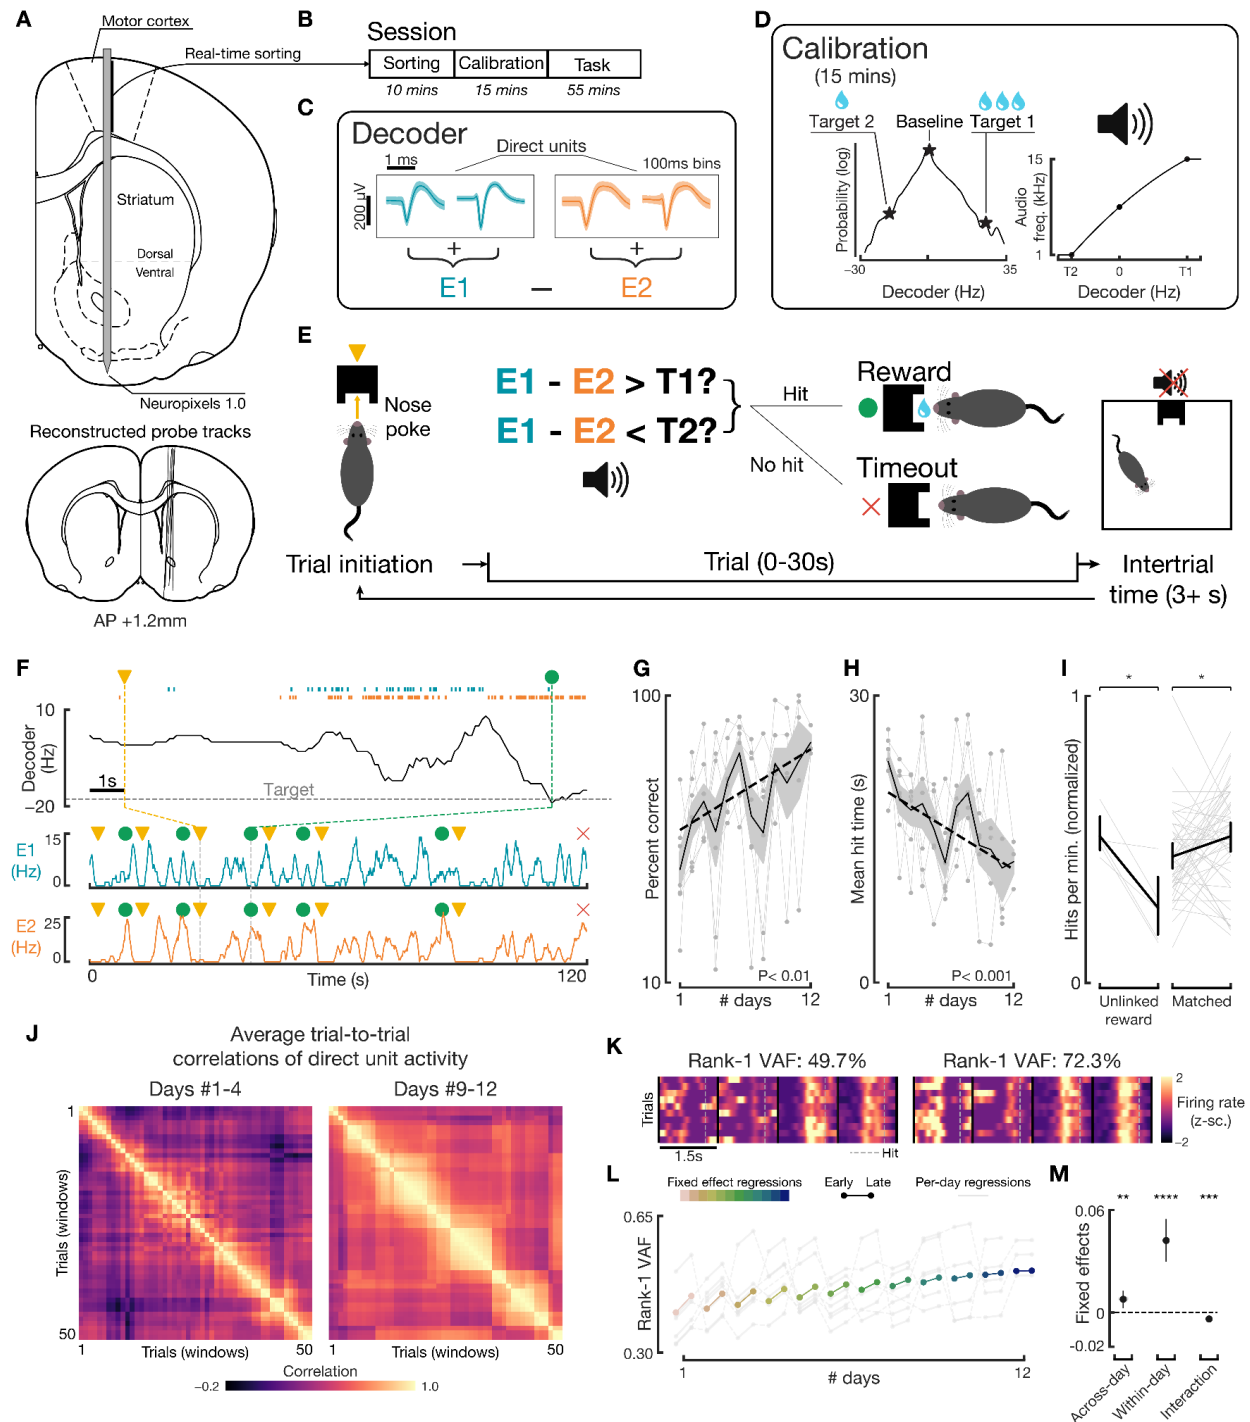 A
Motor cortex
Real-time sorting
Striatum
Dorsal
Ventral
Neuropixels 1.0
Reconstructed probe tracks
AP +1.2mm
B
Session
Sorting
Calibration
Task
10 mins
15 mins
55 mins
C
Decoder
1 ms
Direct units
100ms bins
200 μV
+
+
E1
–
E2
D
Calibration
(15 mins)
Target 2
Baseline
Target 1
Probability (log)
−30
35
Decoder (Hz)
Audio
freq. (kHz)
15
1
T2
0
T1
Decoder (Hz)
E
Nose
poke
E1 - E2 > T1?
E1 - E2 < T2?
Hit
No hit
Reward
Timeout
Trial initiation
Trial (0-30s)
Intertrial
time (3+ s)
F
Decoder
(Hz)
10
−20
1s
Target
E1
(Hz)
15
0
E2
(Hz)
25
0
0
Time (s)
120
G
Percent correct
100
10
P< 0.01
1
# days
12
H
Mean hit time (s)
30
0
P< 0.001
1
# days
12
I
Hits per min. (normalized)
1
0
*
*
Unlinked
reward
Matched
J
Average trial-to-trial
correlations of direct unit activity
Days #1-4
Days #9-12
Trials (windows)
1
50
1
Trials (windows)
50
1
Trials (windows)
50
Correlation
−0.2
1.0
K
Rank-1 VAF: 49.7%
Rank-1 VAF: 72.3%
Trials
1.5s
Hit
2
Firing rate
(z-sc.)
−2
L
Fixed effect regressions
Early
Late
Per-day regressions
Rank-1 VAF
0.65
0.30
1
# days
12
M
Fixed effects
0.06
0
−0.02
**
****
***
Across-day
Within-day
Interaction